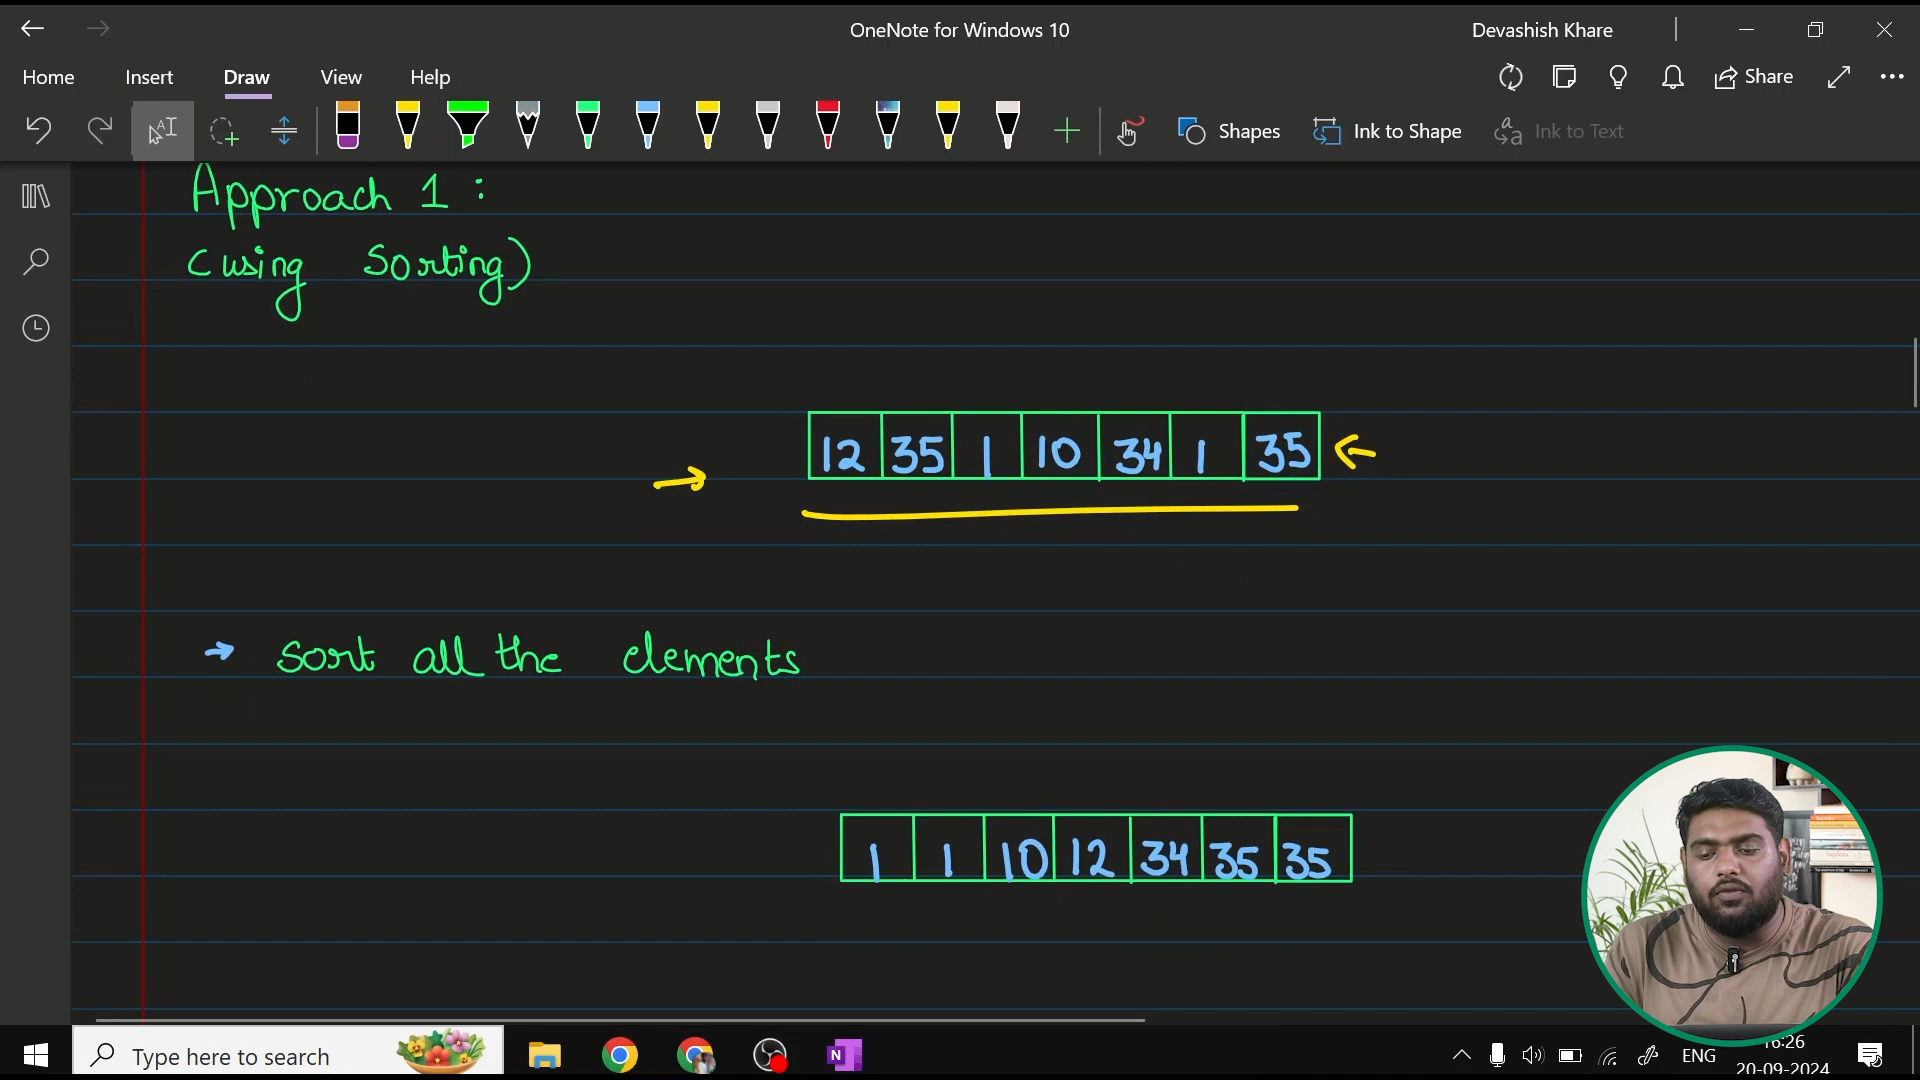 OneNote for Windows 10
Devashish Khare
Home Insert Draw View Help
Share
Shapes Ink to Shape Ink to Text
Approach 1 :
(using Sorting)
12 35 1 10 34 1 35
→ sort all the elements
1 1 10 12 34 35 35
Type here to search
ENG
16:26
20-09-2024